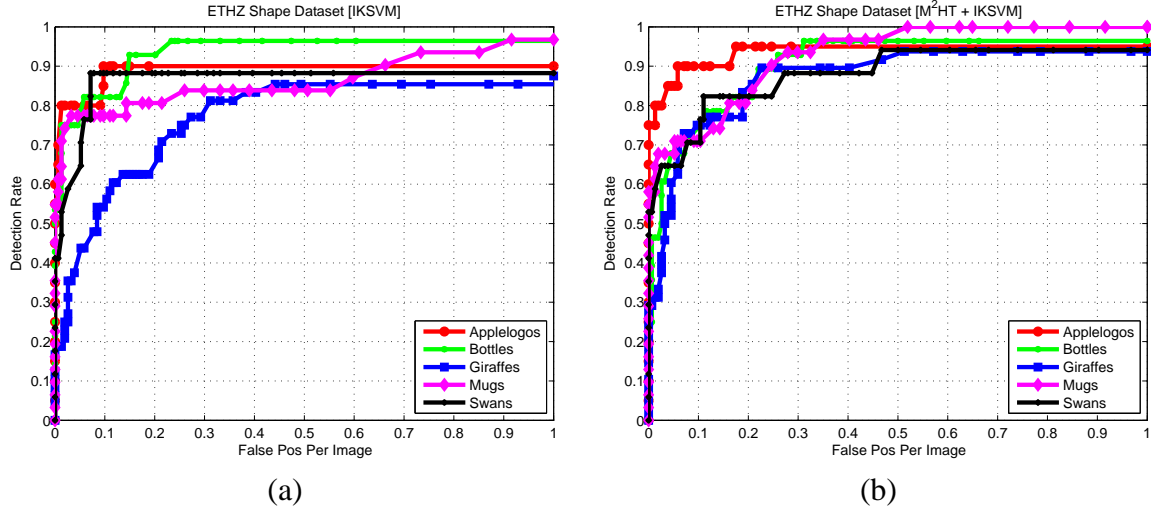 ETHZ Shape Dataset [IKSVM]
1
0.9
0.8
0.7
0.6
0.5
0.4
0.3
0.2
0.1
0
Detection Rate
0 0.1 0.2 0.3 0.4 0.5 0.6 0.7 0.8 0.9 1
False Pos Per Image
Applelogos
Bottles
Giraffes
Mugs
Swans
(a)
ETHZ Shape Dataset [M²HT + IKSVM]
1
0.9
0.8
0.7
0.6
0.5
0.4
0.3
0.2
0.1
0
Detection Rate
0 0.1 0.2 0.3 0.4 0.5 0.6 0.7 0.8 0.9 1
False Pos Per Image
Applelogos
Bottles
Giraffes
Mugs
Swans
(b)